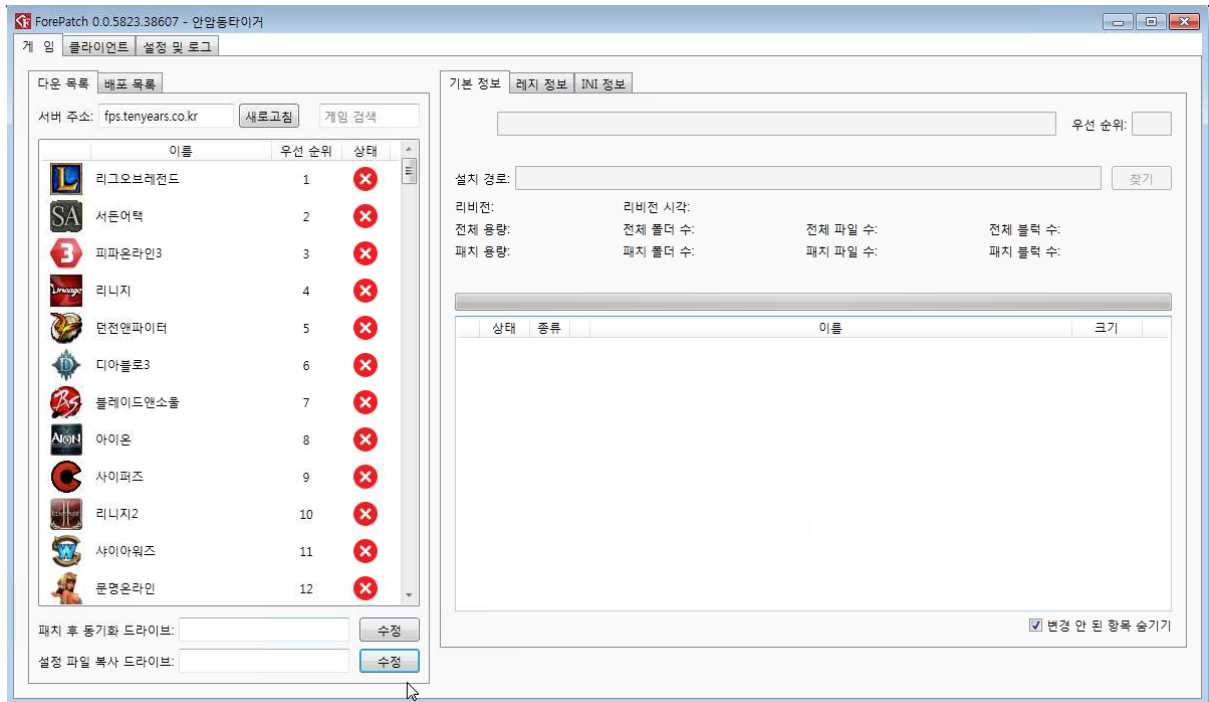 ForePatch 0.0.5823.38607 - 안암동타이거
게 임 클라이언트 설정 및 로그
다운 목록 배포 목록
서버 주소: fps.tenyears.co.kr 새로고침 게임 검색
이름 우선 순위 상태
리그오브레전드 1
SA 서든어택 2
3 피파온라인3 3
Lineage 리니지 4
던전앤파이터 5
D 디아블로3 6
BS 블레이드앤소울 7
AION 아이온 8
사이퍼즈 9
리니지2 10
W 샤이아워즈 11
문명온라인 12
패치 후 동기화 드라이브: 수정
설정 파일 복사 드라이브: 수정
기본 정보 레지 정보 INI 정보
우선 순위:
설치 경로: 찾기
리비전: 리비전 시각:
전체 용량: 전체 폴더 수: 전체 파일 수: 전체 블럭 수:
패치 용량: 패치 폴더 수: 패치 파일 수: 패치 블럭 수:
상태 종류 이름 크기
변경 안 된 항목 숨기기